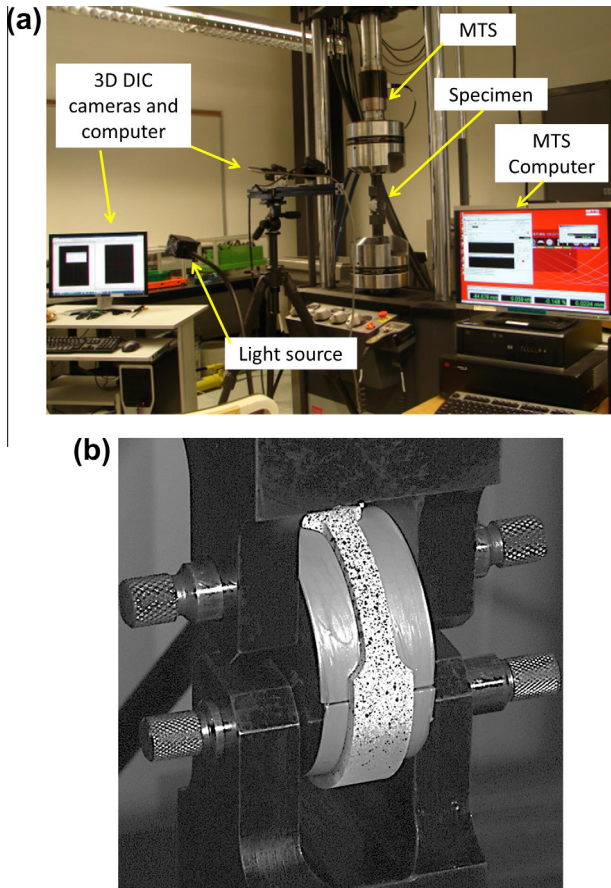 (a)
MTS
3D DIC
cameras and
computer
Specimen
MTS
Computer
Light source
(b)